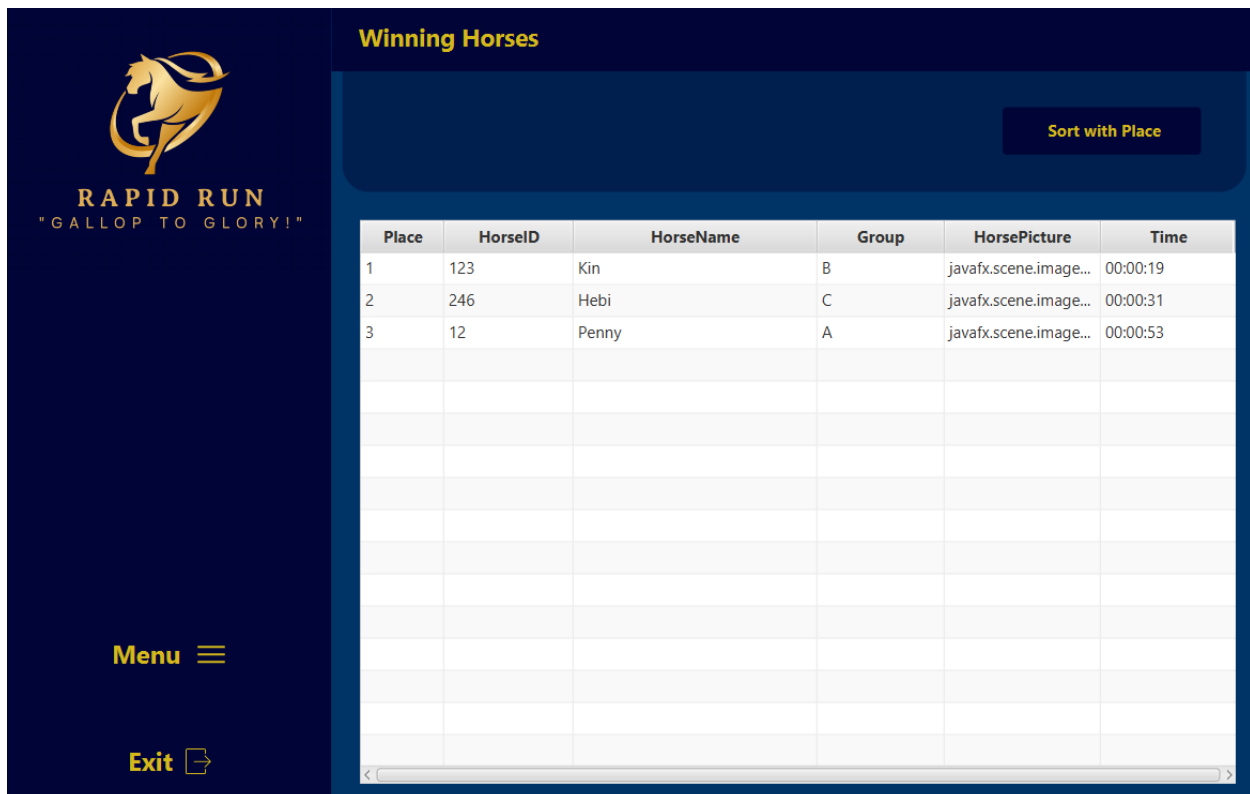 RAPID RUN
"GALLOP TO GLORY!"
Menu
Exit
Winning Horses
Sort with Place
Place HorseID HorseName Group HorsePicture Time
1 123 Kin B javafx.scene.image... 00:00:19
2 246 Hebi C javafx.scene.image... 00:00:31
3 12 Penny A javafx.scene.image... 00:00:53